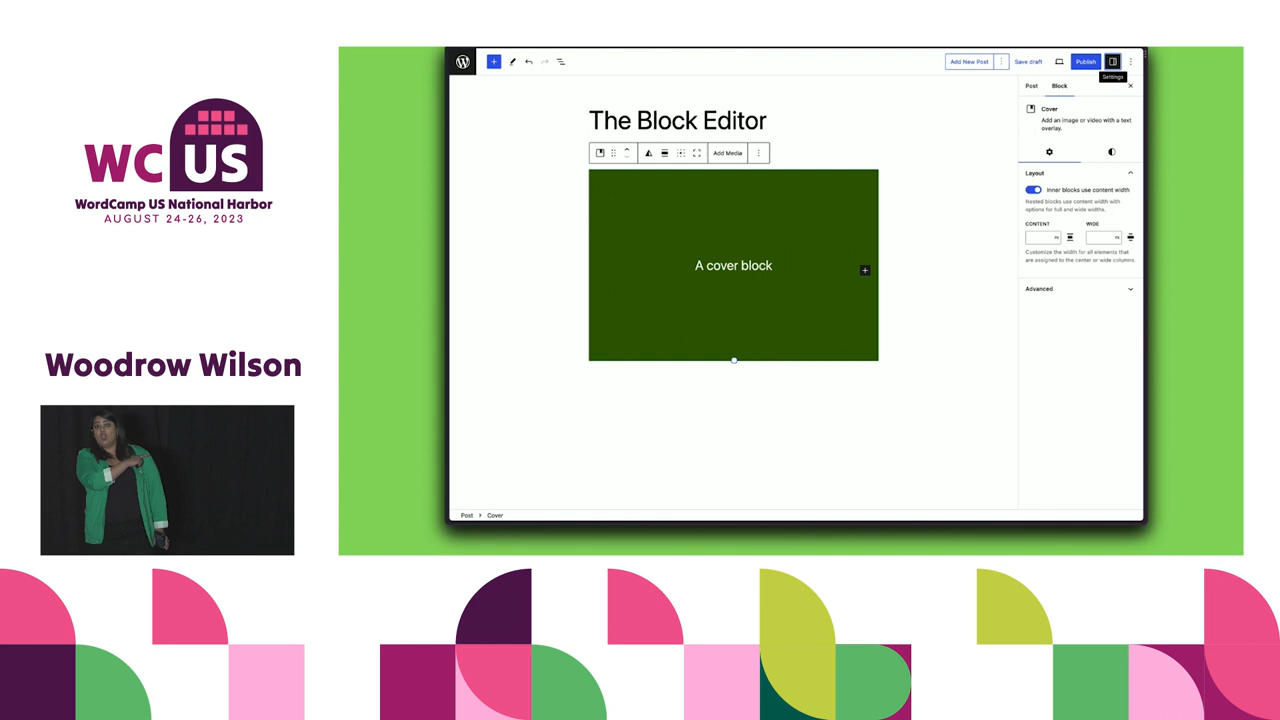 WC US
WordCamp US National Harbor
AUGUST 24-26, 2023
Woodrow Wilson
Add New Post
Save draft
Publish
Settings
Post
Block
The Block Editor
Add Media
A cover block
Cover
Add an image or video with a text
overlay.
Layout
Inner blocks use content width
Nested blocks use content width with
options for full and wide widths.
CONTENT
WIDE
PX
PX
Customize the width for all elements that
are assigned to the center or wide columns.
Advanced
Post
Cover